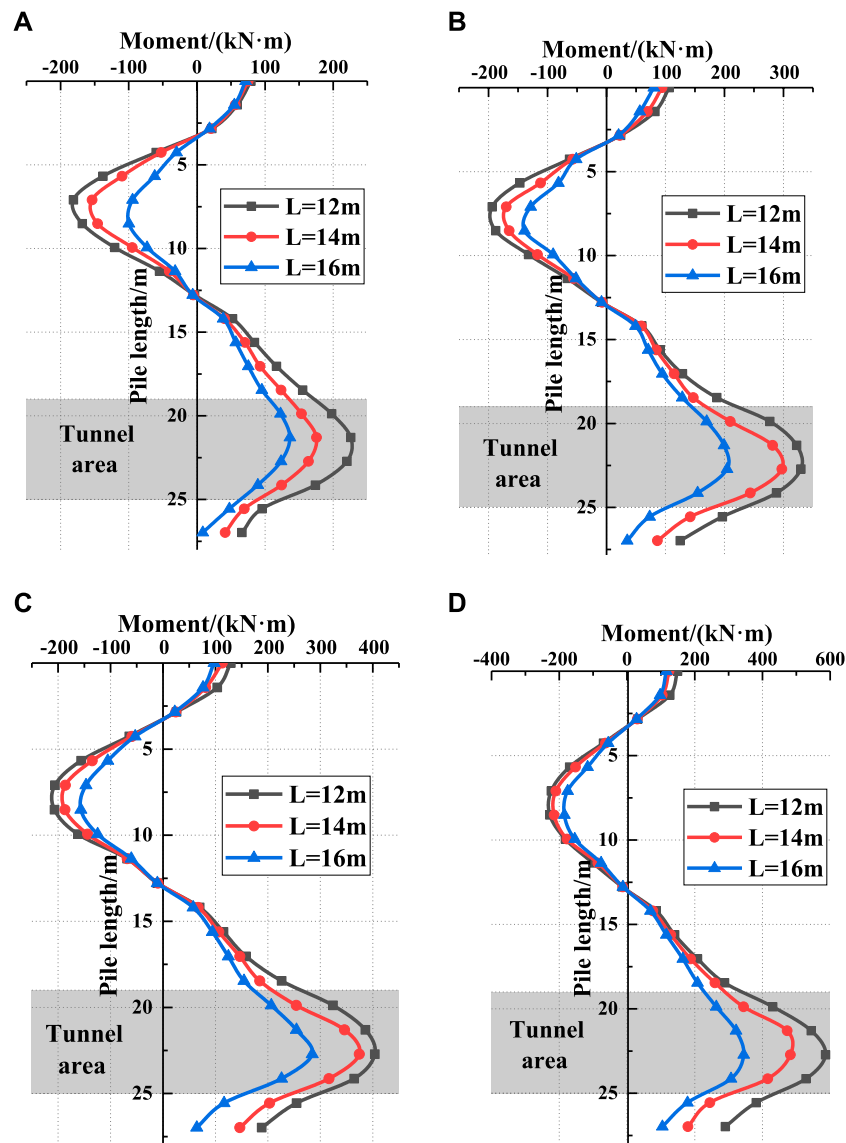 A
Moment/(kN·m)
-200 -100 0 100 200
5
10
15
20
25
Pile length/m
L=12m
L=14m
L=16m
Tunnel
area
B
Moment/(kN·m)
-200 -100 0 100 200 300
5
10
15
20
25
Pile length/m
L=12m
L=14m
L=16m
Tunnel
area
C
Moment/(kN·m)
-200 -100 0 100 200 300 400
5
10
15
20
25
Pile length/m
L=12m
L=14m
L=16m
Tunnel
area
D
Moment/(kN·m)
-400 -200 0 200 400 600
5
10
15
20
25
Pile length/m
L=12m
L=14m
L=16m
Tunnel
area